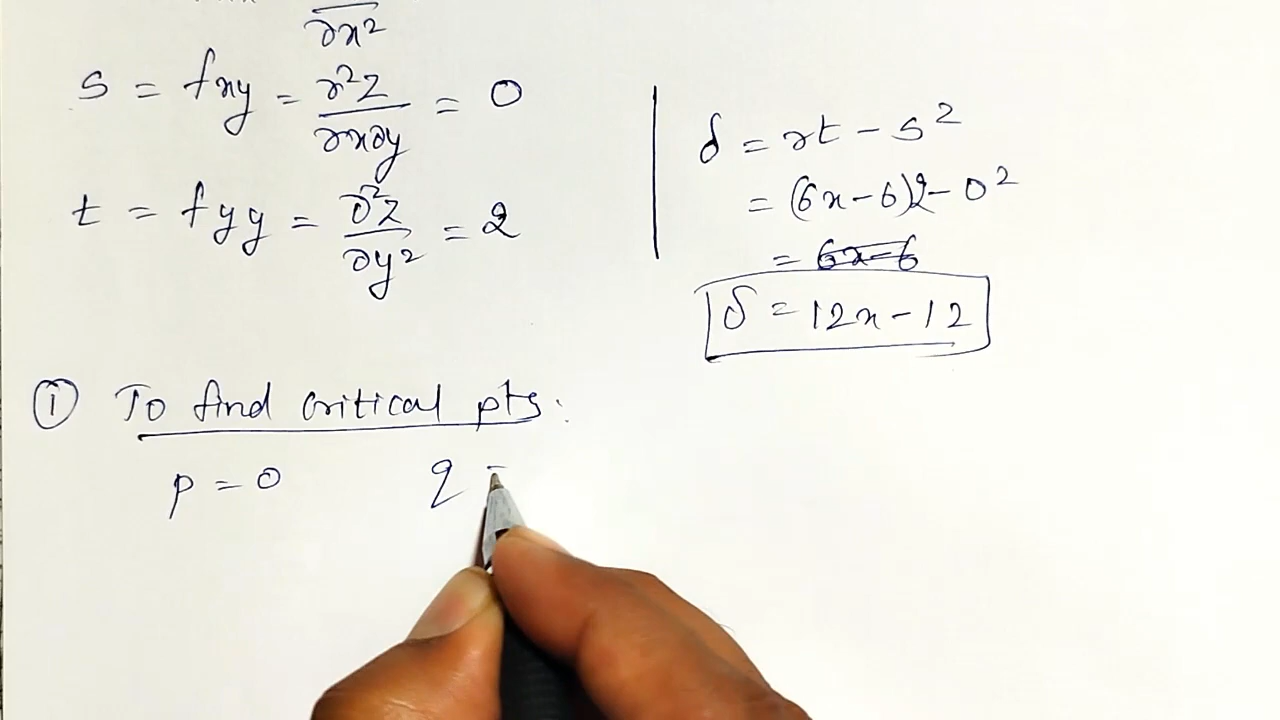 ∂x²
s = fxy = ∂²z/∂x∂y = 0
t = fyy = ∂²z/∂y² = 2
δ = rt - s²
= (6x-6)2 - 0²
= 6x-6
δ = 12x - 12
① To find critical pts:
p = 0 q =